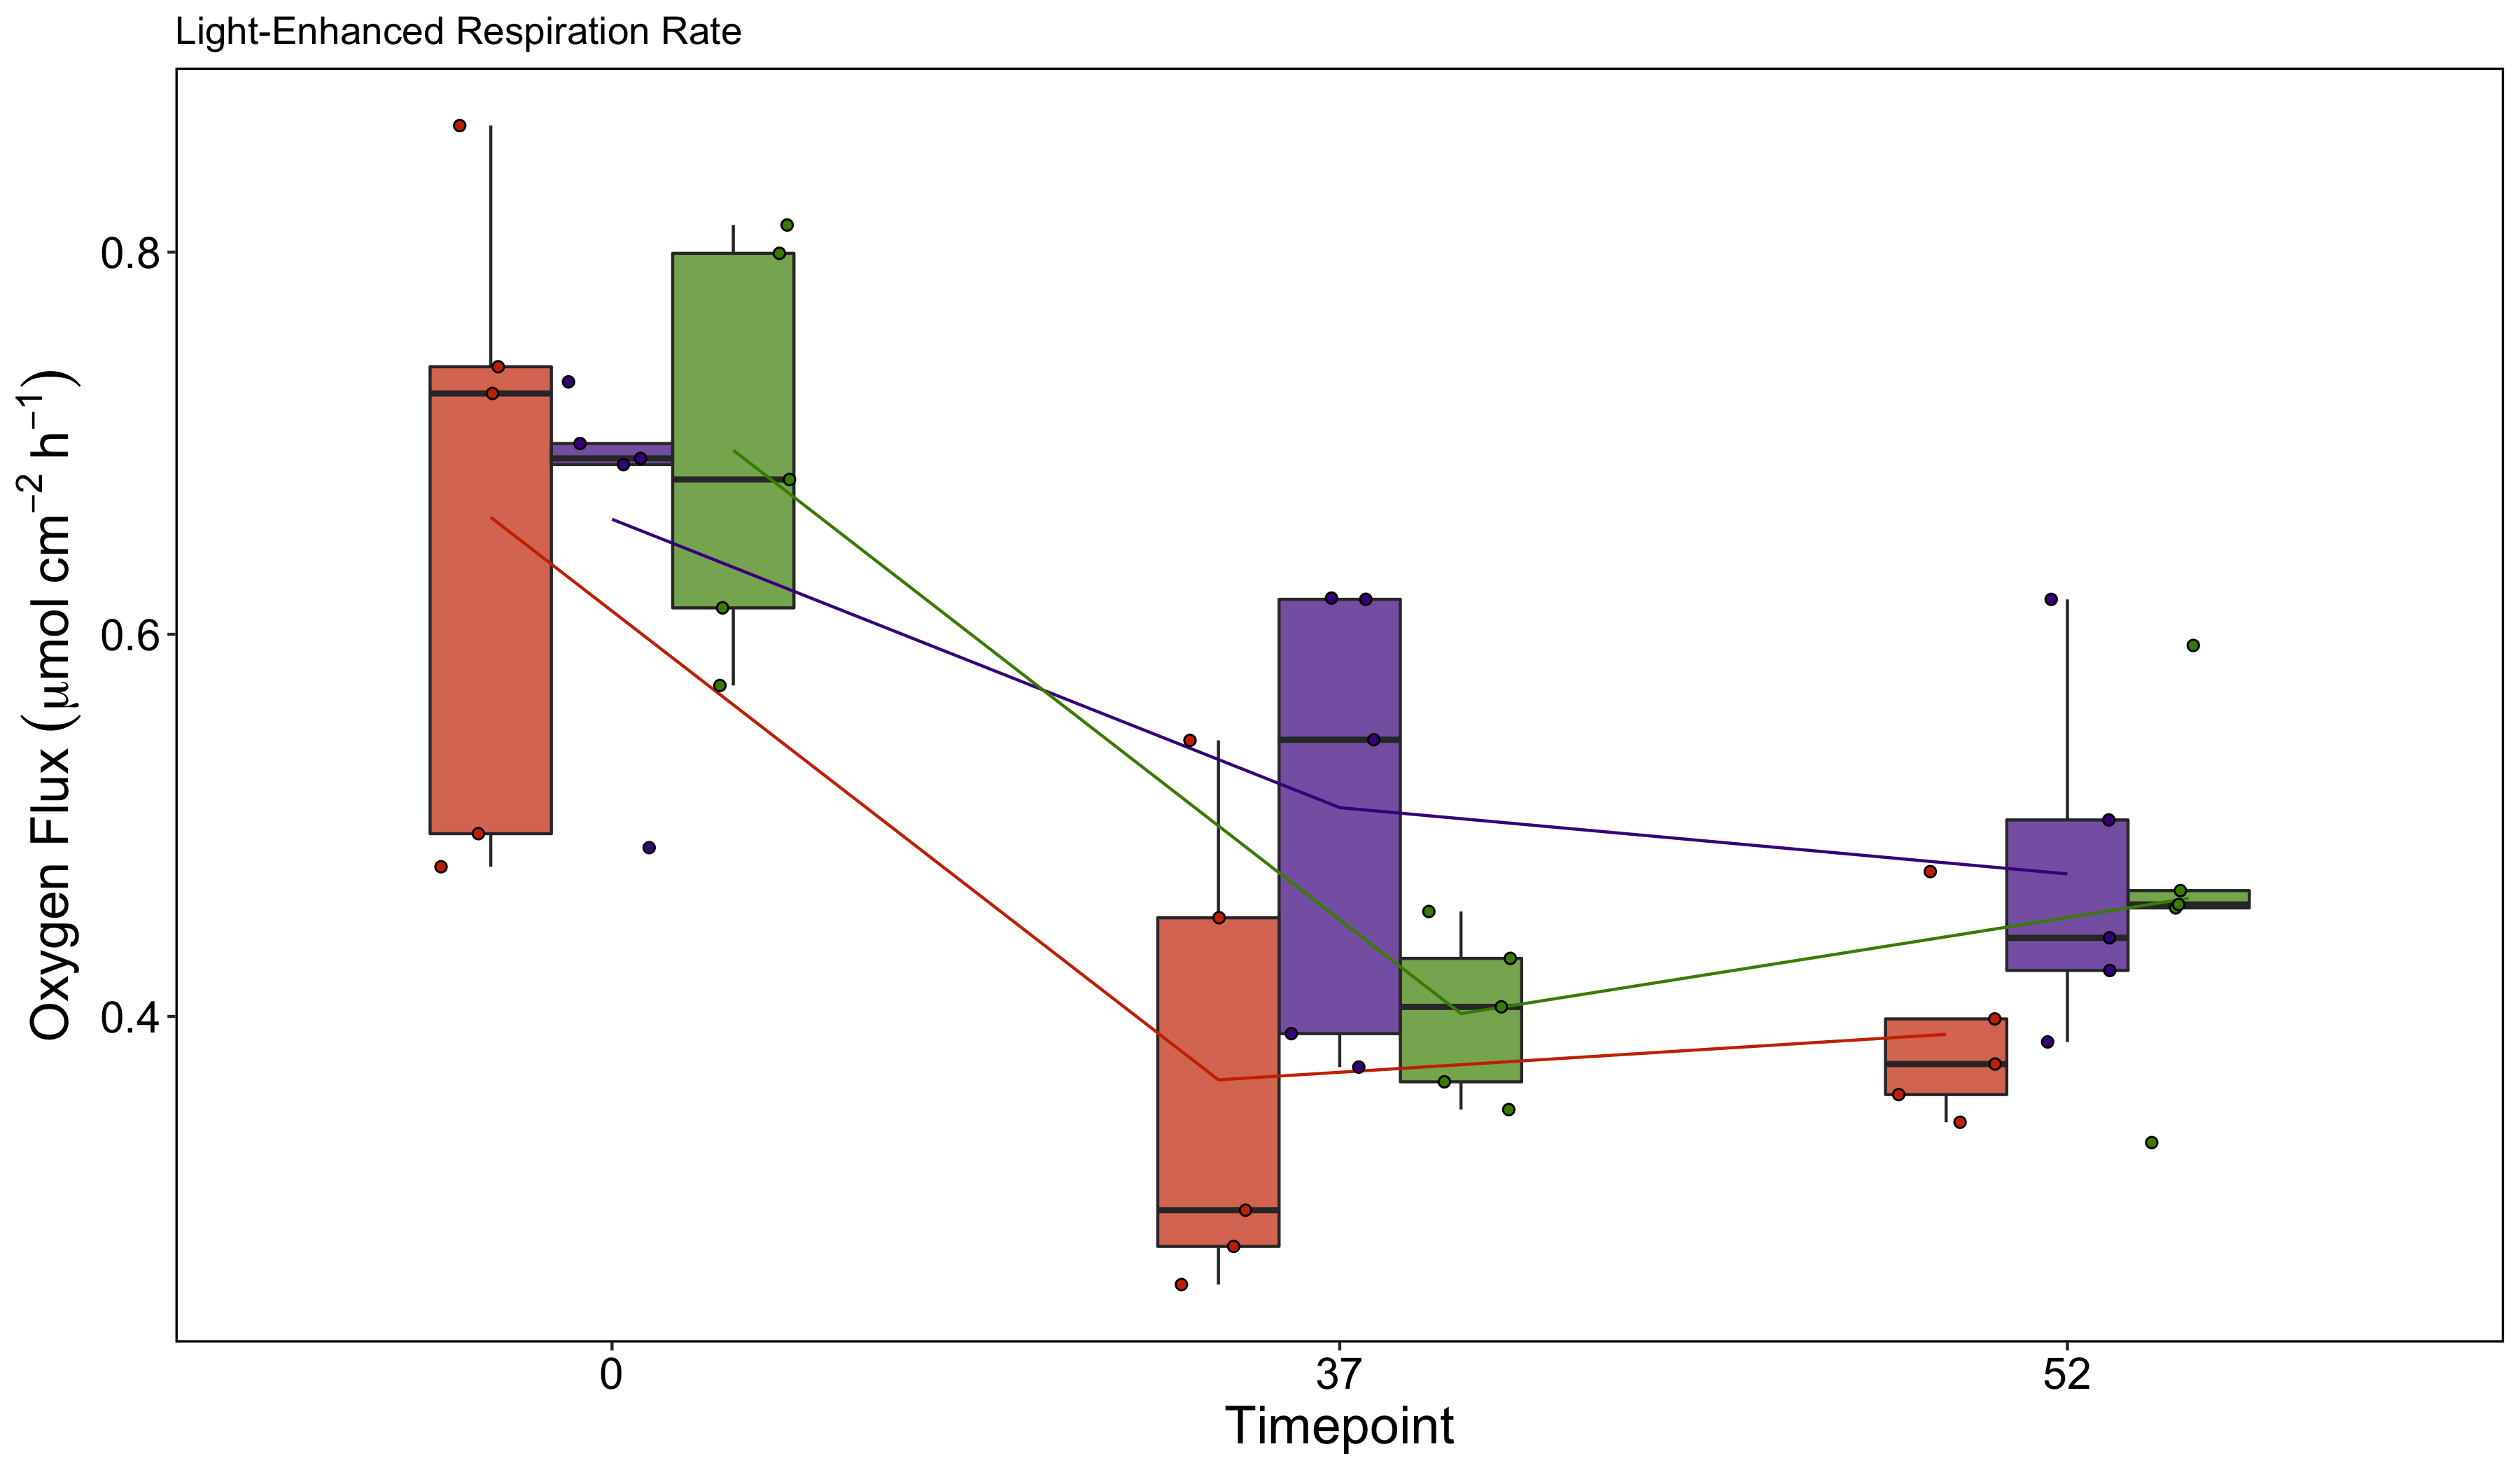 Light-Enhanced Respiration Rate
Oxygen Flux (μmol cm⁻² h⁻¹)
0.8
0.6
0.4
0 37 52
Timepoint